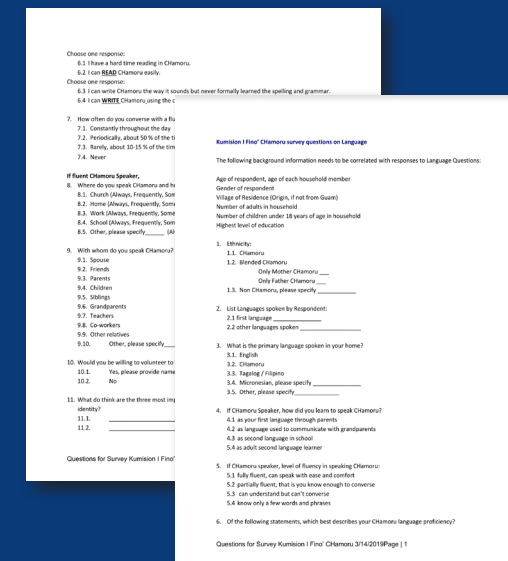 Choose one response:
6.1 I have a hard time reading in CHamoru.
6.2 I can READ CHamoru easily.
Choose one response:
6.3 I can write CHamoru the way it sounds but never formally learned the spelling and grammar.
6.4 I can WRITE CHamoru using the
7. How often do you converse with a
7.1. Constantly throughout the day
7.2. Periodically, about 50 % of the
7.3. Rarely, about 10-15 % of the
7.4. Never
If fluent CHamoru Speaker,
8. Where do you speak CHamoru and
8.1. Church (Always, Frequently,
8.2. Home (Always, Frequently,
8.3. Work (Always, Frequently,
8.4. School (Always, Frequently,
8.5. Other, please specify______
9. With whom do you speak CHamoru?
9.1. Spouse
9.2. Friends
9.3. Parents
9.4. Children
9.5. Siblings
9.6. Grandparents
9.7. Teachers
9.8. Co-workers
9.9. Other relatives
9.10. Other, please specify___
10. Would you be willing to volunteer to
10.1. Yes, please provide name
10.2. No
11. What do think are the three most
identity?
11.1. ____________
11.2. ____________
Questions for Survey Kumision I Fino'
Kumision I Fino' CHamoru survey questions on Language
The following background information needs to be correlated with responses to Language Questions:
Age of respondent, age of each household member
Gender of respondent
Village of Residence (Origin, if not from Guam)
Number of adults in household
Number of children under 18 years of age in household
Highest level of education
1. Ethnicity:
1.1. CHamoru
1.2. Blended CHamoru
Only Mother CHamoru ___
Only Father CHamoru ___
1.3. Non CHamoru, please specify ____________
2. List Languages spoken by Respondent:
2.1 first language _______________
2.2 other languages spoken ___________________
3. What is the primary language spoken in your home?
3.1. English
3.2. CHamoru
3.3. Tagalog / Filipino
3.4. Micronesian, please specify _______________
3.5. Other, please specify______________
4. If CHamoru Speaker, how did you learn to speak CHamoru?
4.1 as your first language through parents
4.2 as language used to communicate with grandparents
4.3 as second language in school
5.4 as adult second language learner
5. If CHamoru speaker, level of fluency in speaking CHamoru:
5.1 fully fluent, can speak with ease and comfort
5.2 partially fluent, that is you know enough to converse
5.3 can understand but can't converse
5.4 know only a few words and phrases
6. Of the following statements, which best describes your CHamoru language proficiency?
Questions for Survey Kumision I Fino' CHamoru 3/14/2019Page | 1